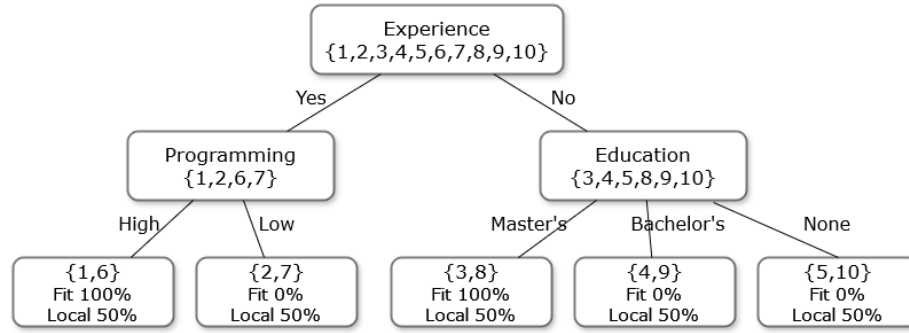 Experience
{1,2,3,4,5,6,7,8,9,10}
Yes
No
Programming
{1,2,6,7}
Education
{3,4,5,8,9,10}
High
Low
Master's
Bachelor's
None
{1,6}
Fit 100%
Local 50%
{2,7}
Fit 0%
Local 50%
{3,8}
Fit 100%
Local 50%
{4,9}
Fit 0%
Local 50%
{5,10}
Fit 0%
Local 50%